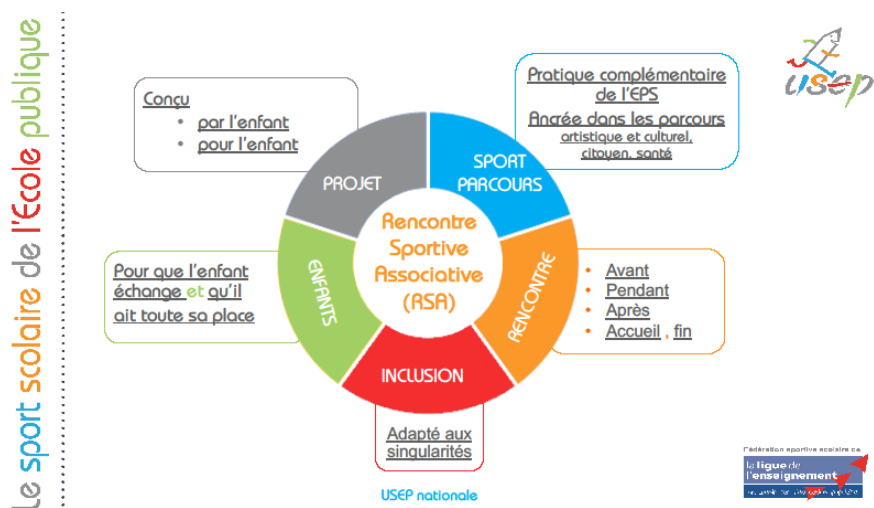 Le sport scolaire de l'Ecole publique
usep
Conçu
• par l'enfant
• pour l'enfant
Pratique complémentaire
de l'EPS
Ancrée dans les parcours
artistique et culturel,
citoyen, santé
PROJET
SPORT
PARCOURS
Rencontre
Sportive
Associative
(RSA)
Pour que l'enfant
échange et qu'il
ait toute sa place
ENFANTS
RENCONTRE
• Avant
• Pendant
• Après
• Accueil , fin
INCLUSION
Adapté aux
singularités
USEP nationale
Fédération sportive scolaire de
la ligue de
l'enseignement